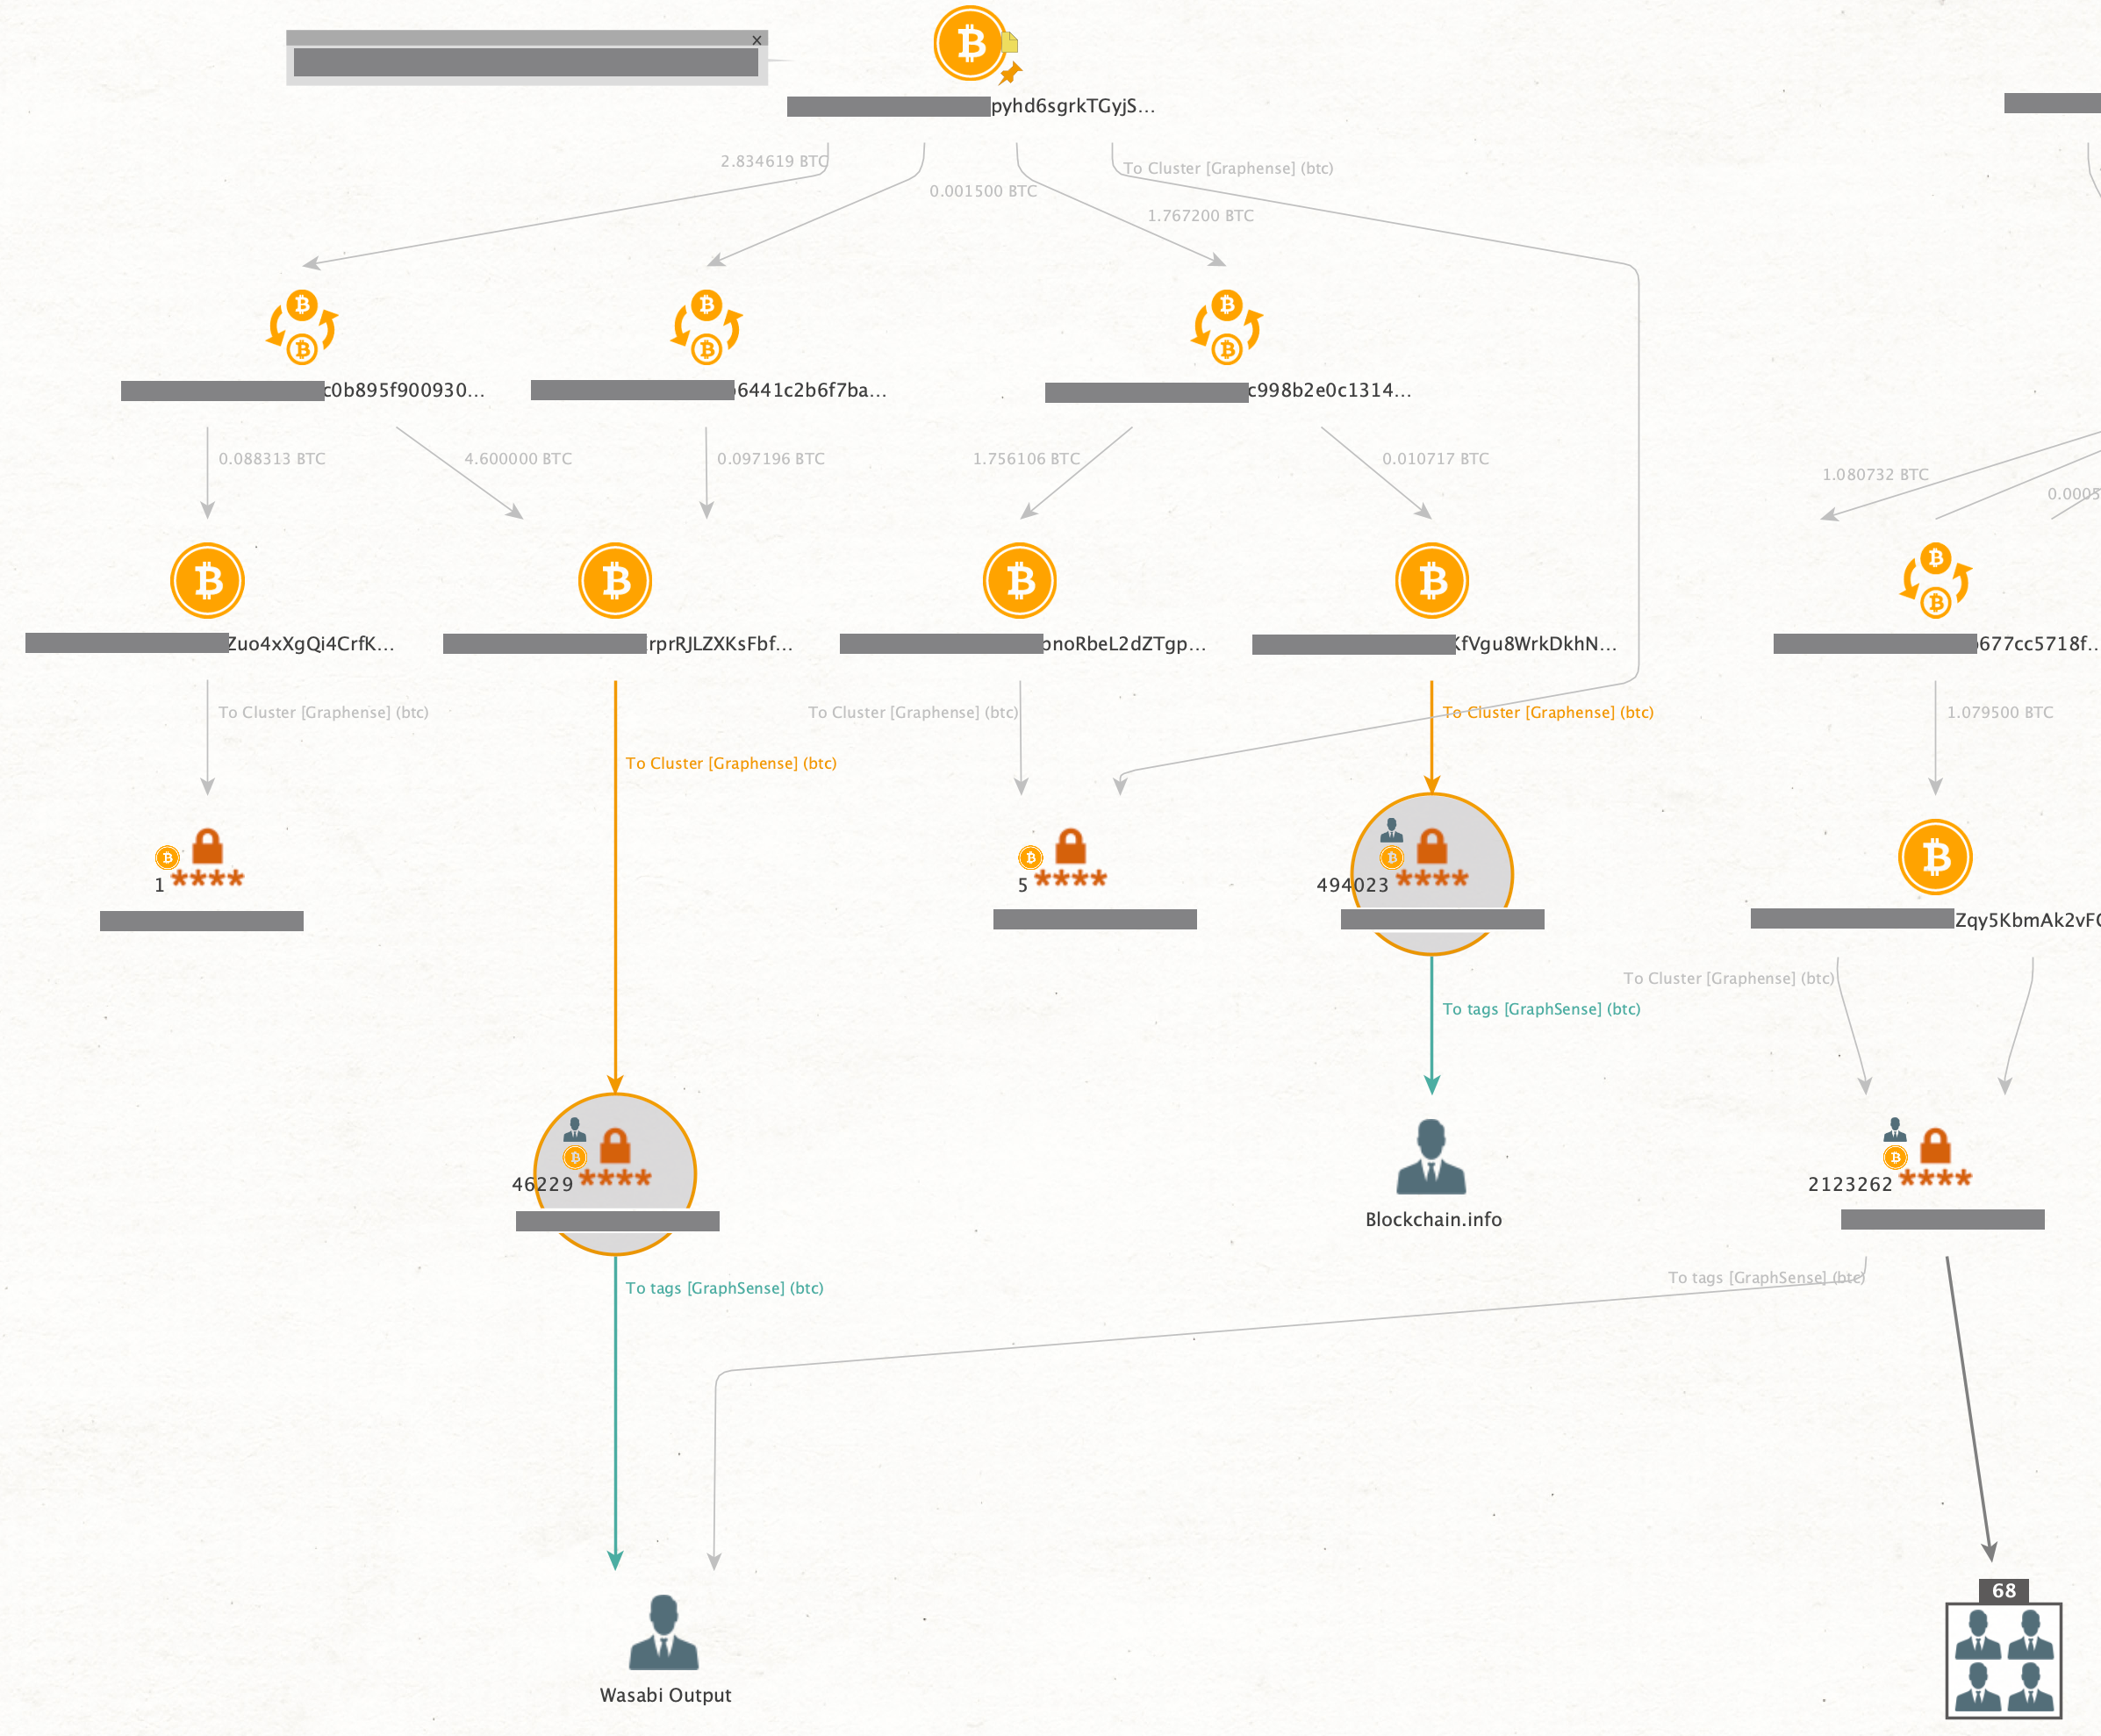 x
pyhd6sgrkTGyjS...
2.834619 BTC
To Cluster [Graphense] (btc)
0.001500 BTC
1.767200 BTC
c0b895f900930...
6441c2b6f7ba...
c998b2e0c1314...
0.088313 BTC
4.600000 BTC
0.097196 BTC
1.756106 BTC
0.010717 BTC
1.080732 BTC
0.0005
Zuo4xXgQi4CrfK...
rprRJLZXKsFbf...
noRbeL2dZTgp...
fVgu8WrkDkhN...
677cc5718f...
To Cluster [Graphense] (btc)
To Cluster [Graphense] (btc)
To Cluster [Graphense] (btc)
1.079500 BTC
To Cluster [Graphense] (btc)
1 ****
5 ****
494023 ****
Zqy5KbmAk2vF
To Cluster [Graphense] (btc)
To tags [GraphSense] (btc)
46229 ****
Blockchain.info
2123262 ****
To tags [GraphSense] (btc)
To tags [GraphSense] (btc)
68
Wasabi Output